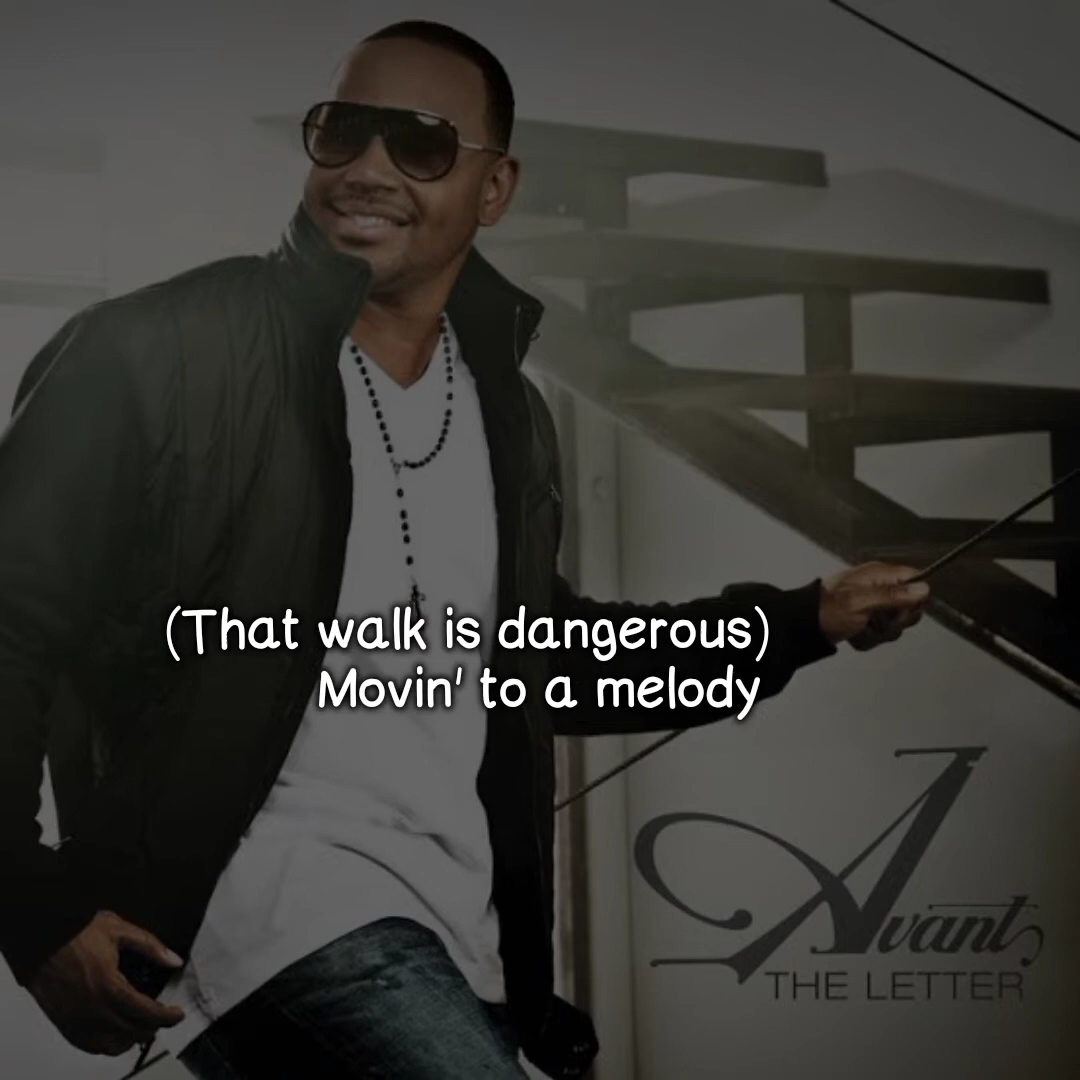 (That walk is dangerous)
Movin' to a melody
Avant
THE LETTER